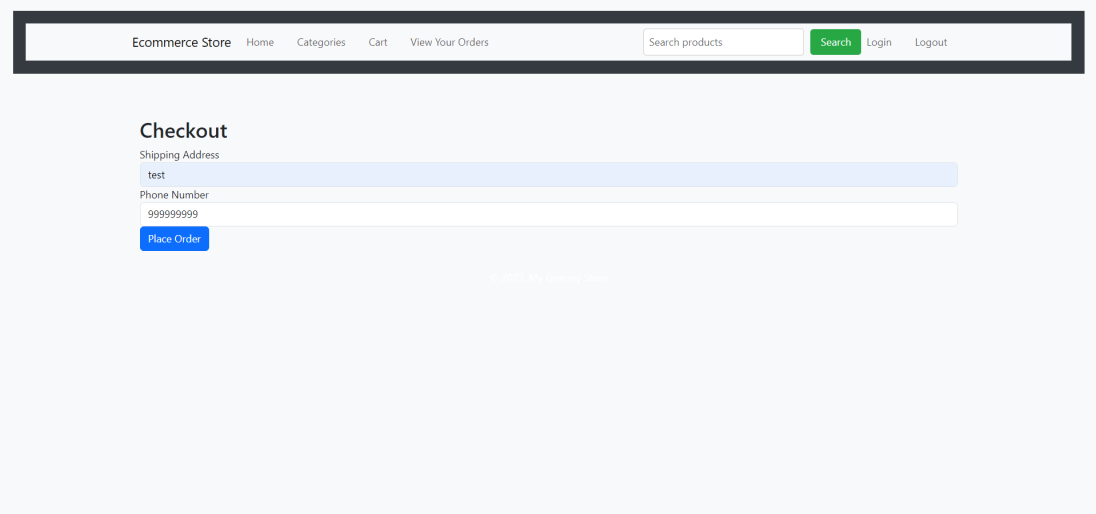 Ecommerce Store Home Categories Cart View Your Orders Search products Search Login Logout
Checkout
Shipping Address
test
Phone Number
999999999
Place Order